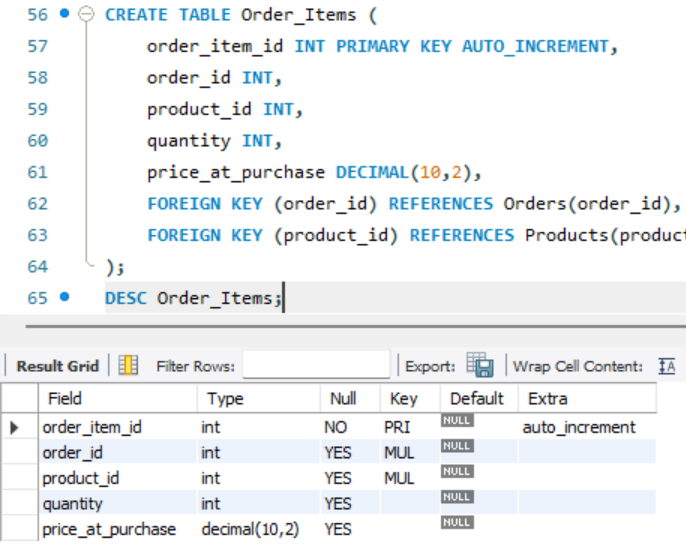 56 CREATE TABLE Order_Items (
57 order_item_id INT PRIMARY KEY AUTO_INCREMENT,
58 order_id INT,
59 product_id INT,
60 quantity INT,
61 price_at_purchase DECIMAL(10,2),
62 FOREIGN KEY (order_id) REFERENCES Orders(order_id),
63 FOREIGN KEY (product_id) REFERENCES Products(product
64 );
65 DESC Order_Items;
Result Grid Filter Rows: Export: Wrap Cell Content: IA
Field Type Null Key Default Extra
order_item_id int NO PRI NULL auto_increment
order_id int YES MUL NULL
product_id int YES MUL NULL
quantity int YES NULL
price_at_purchase decimal(10,2) YES NULL